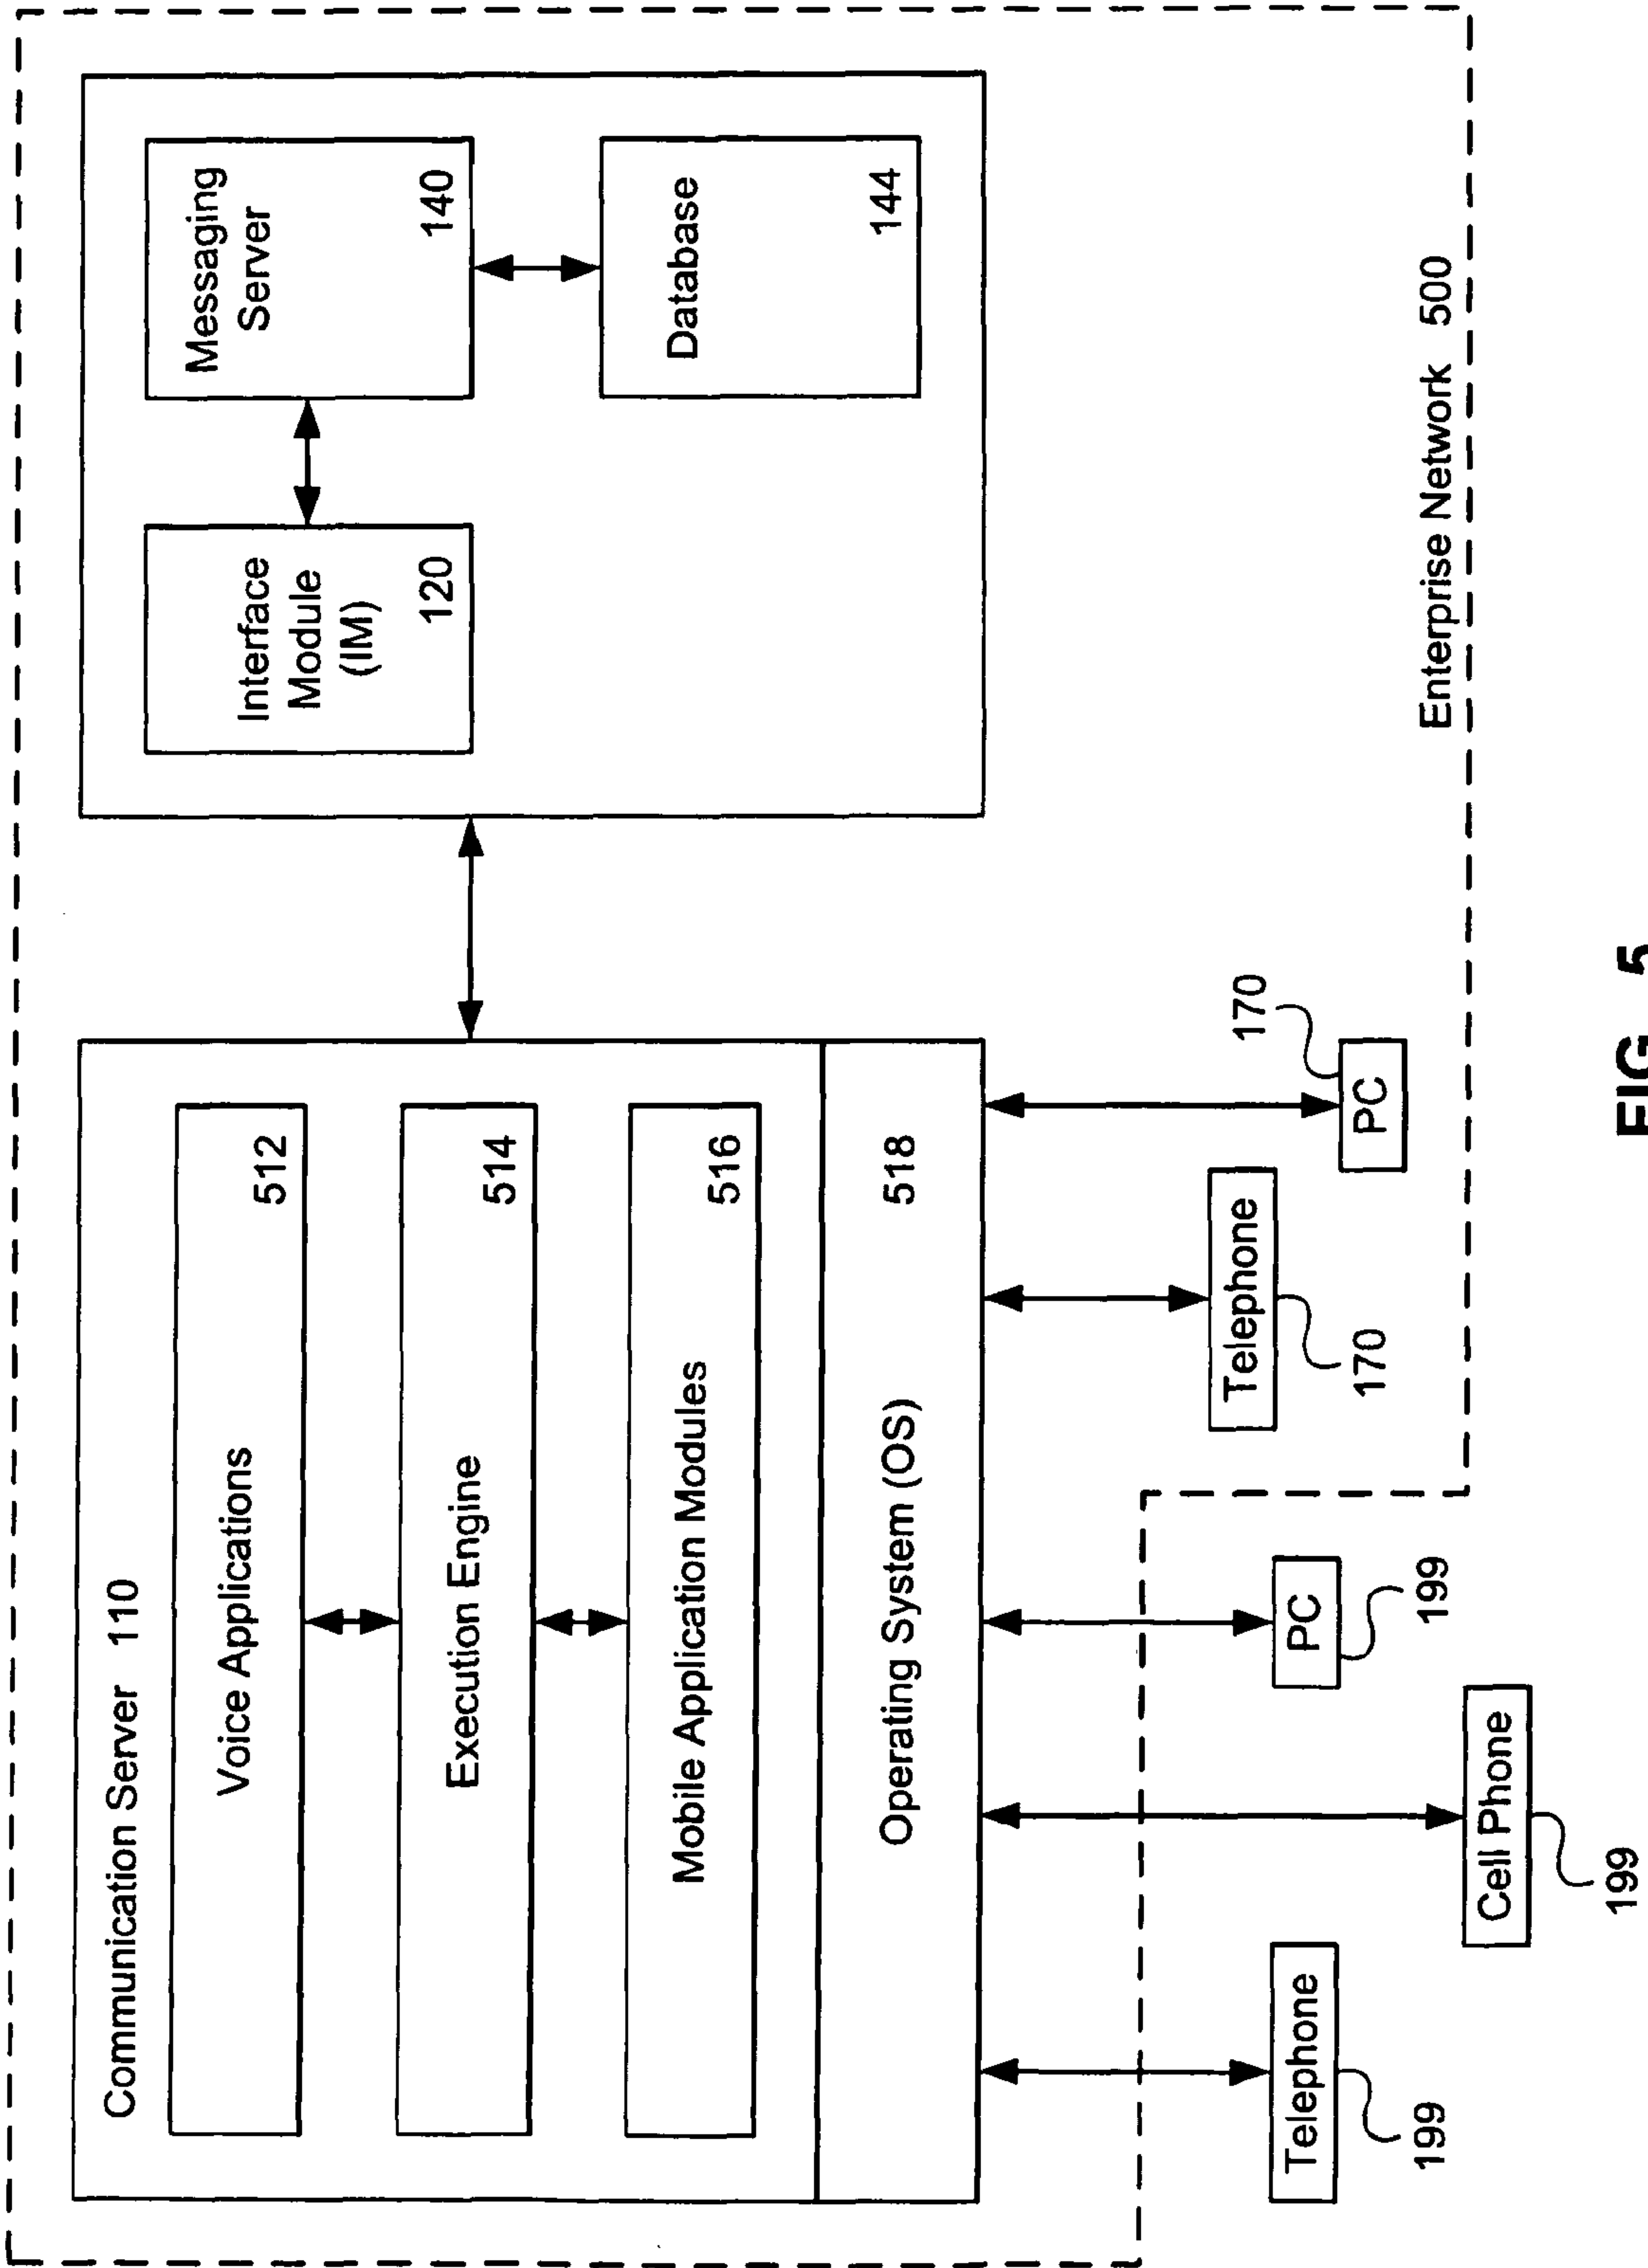 Communication Server 110
Voice Applications
512
Execution Engine
514
Mobile Application Modules
516
Operating System (OS)
518
Interface
Module
(IM)
120
Messaging
Server
140
Database
144
Telephone
199
Cell Phone
199
PC
199
Telephone
170
PC
170
Enterprise Network 500
FIG. 5